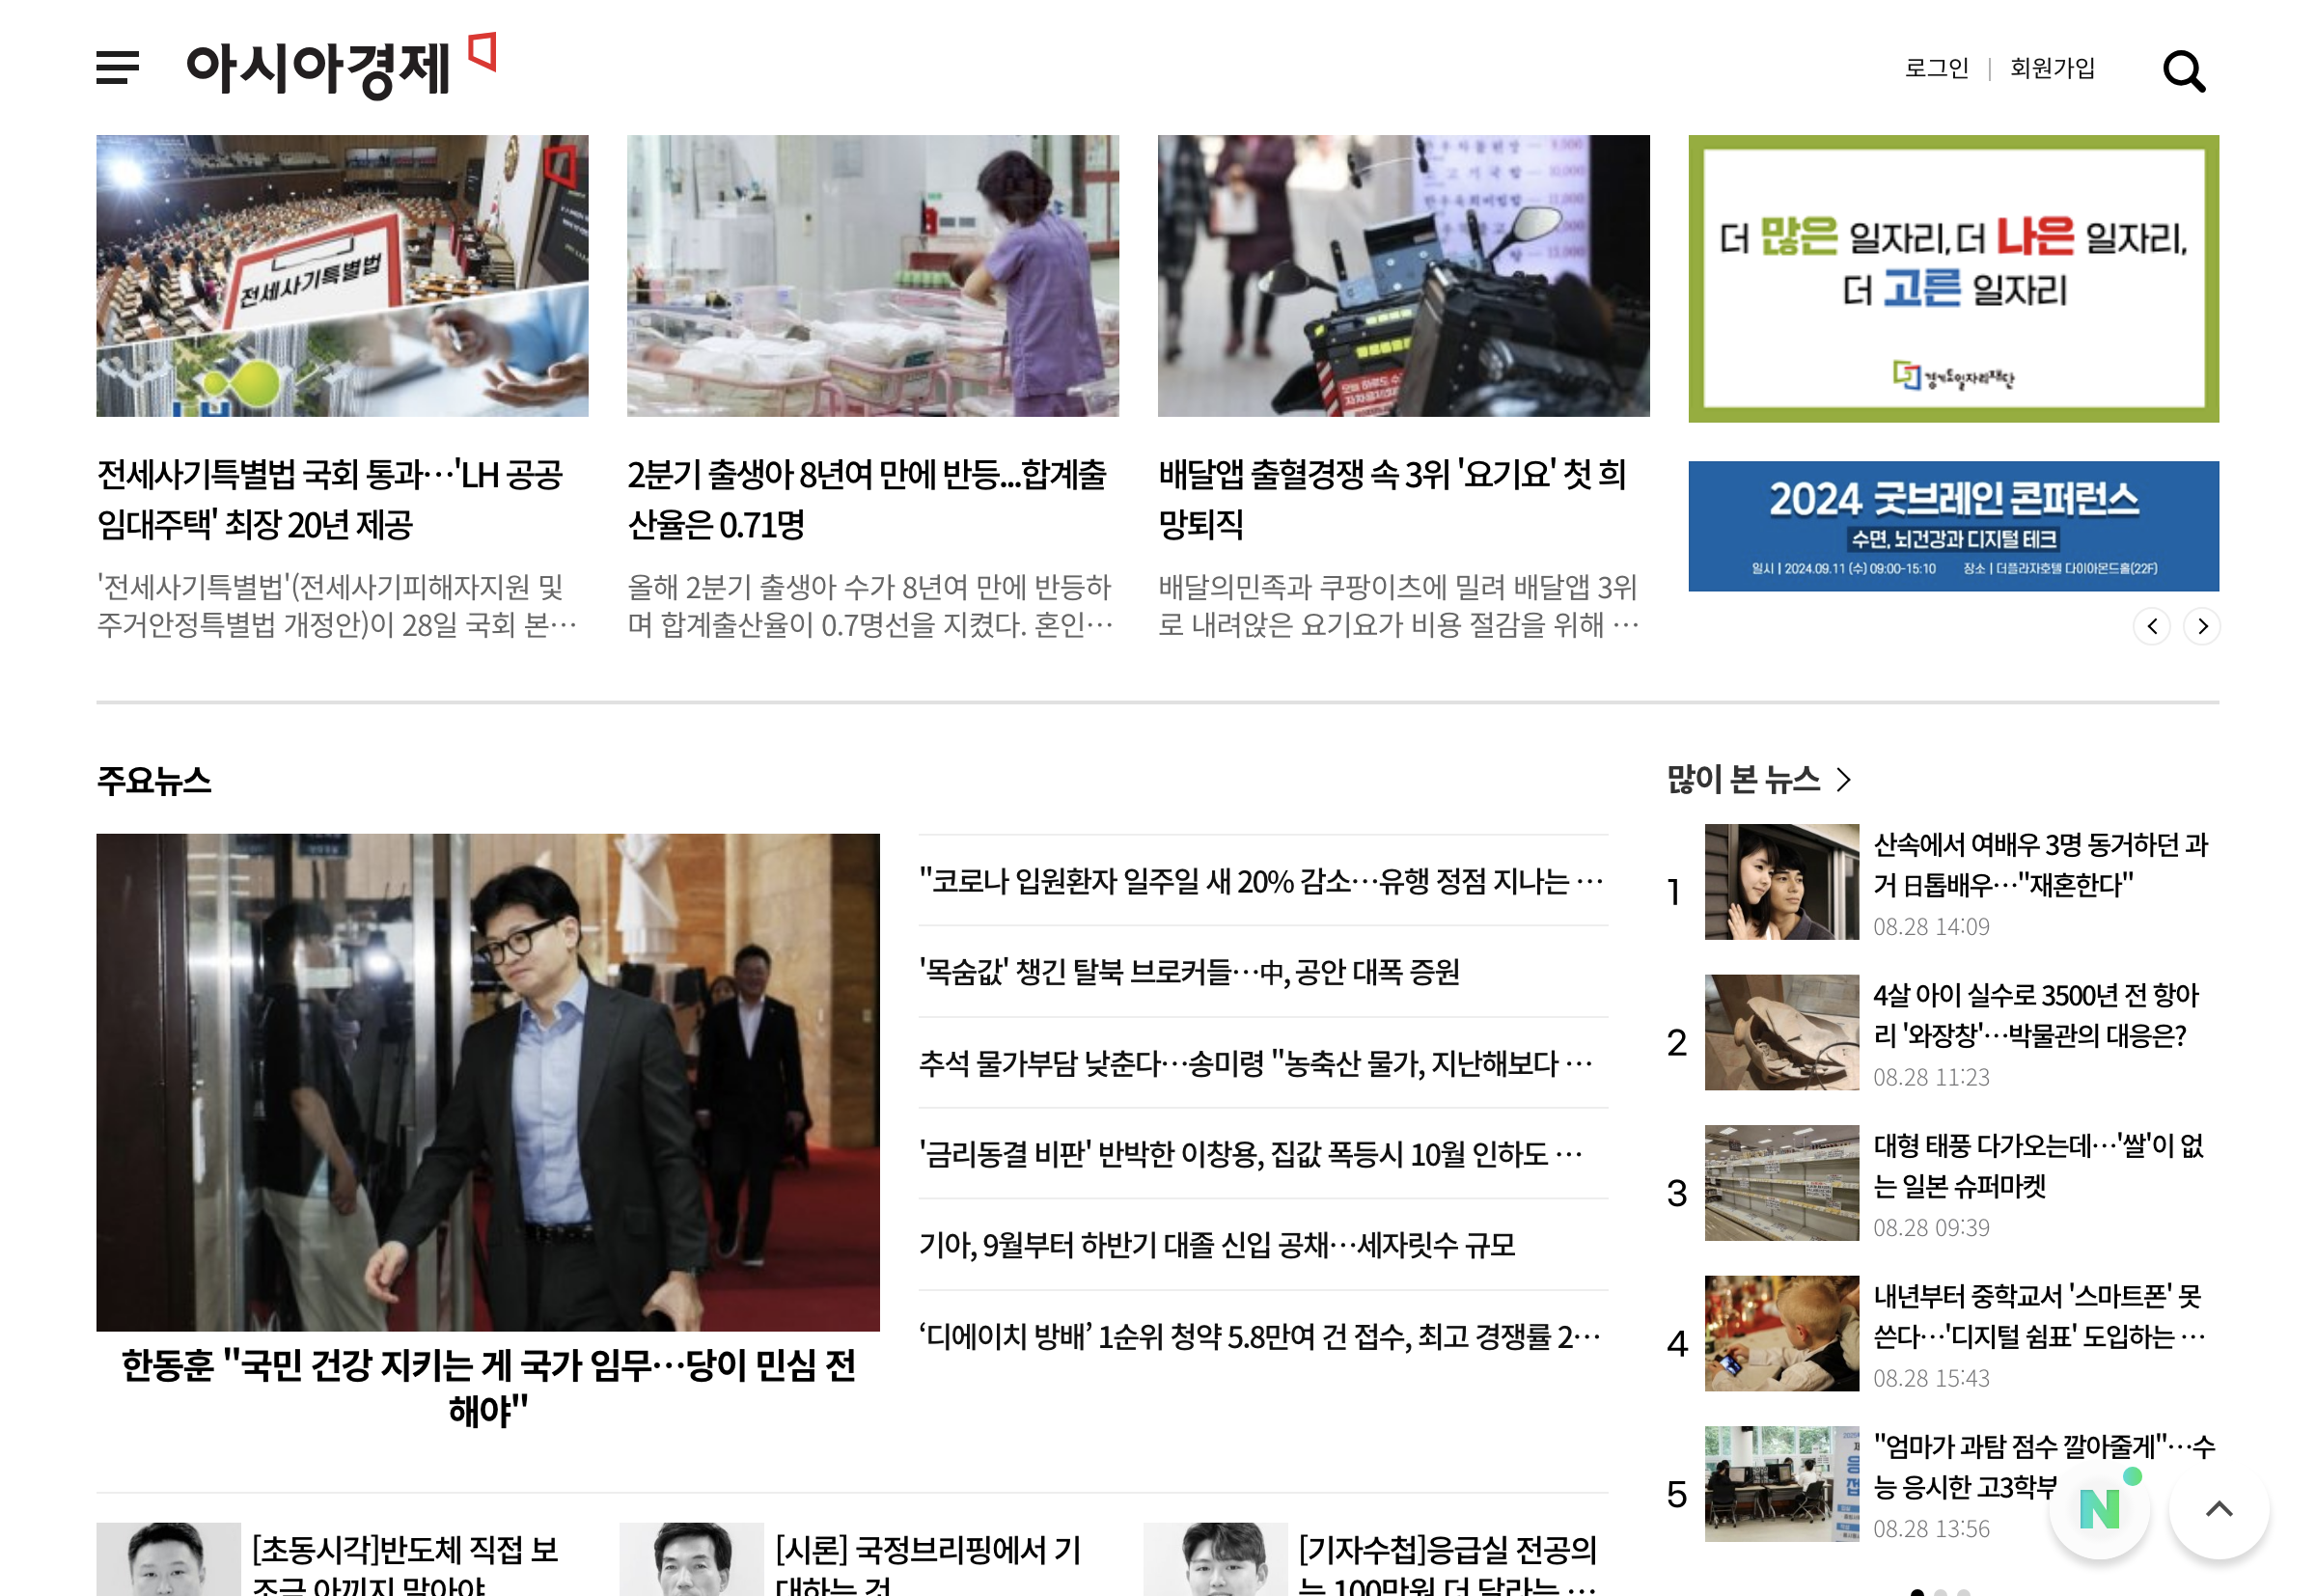 아시아경제
로그인 | 회원가입
전세사기특별법
LH
더 많은 일자리, 더 나은 일자리,
더 고른 일자리
경기도일자리재단
전세사기특별법 국회 통과…'LH 공공
임대주택' 최장 20년 제공
'전세사기특별법'(전세사기피해자지원 및
주거안정특별법 개정안)이 28일 국회 본…
2분기 출생아 8년여 만에 반등...합계출
산율은 0.71명
올해 2분기 출생아 수가 8년여 만에 반등하
며 합계출산율이 0.7명선을 지켰다. 혼인…
배달앱 출혈경쟁 속 3위 '요기요' 첫 희
망퇴직
배달의민족과 쿠팡이츠에 밀려 배달앱 3위
로 내려앉은 요기요가 비용 절감을 위해 …
2024 굿브레인 콘퍼런스
수면, 뇌건강과 디지털 테크
일시 | 2024.09.11 (수) 09:00-15:10 장소 | 더플라자호텔 다이아몬드홀(22F)
주요뉴스
한동훈 "국민 건강 지키는 게 국가 임무…당이 민심 전
해야"
"코로나 입원환자 일주일 새 20% 감소…유행 정점 지나는 …
'목숨값' 챙긴 탈북 브로커들…中, 공안 대폭 증원
추석 물가부담 낮춘다…송미령 "농축산 물가, 지난해보다 …
'금리동결 비판' 반박한 이창용, 집값 폭등시 10월 인하도 …
기아, 9월부터 하반기 대졸 신입 공채…세자릿수 규모
‘디에이치 방배’ 1순위 청약 5.8만여 건 접수, 최고 경쟁률 2…
많이 본 뉴스
1
산속에서 여배우 3명 동거하던 과
거 日톱배우…"재혼한다"
08.28 14:09
2
4살 아이 실수로 3500년 전 항아
리 '와장창'…박물관의 대응은?
08.28 11:23
3
대형 태풍 다가오는데…'쌀'이 없
는 일본 슈퍼마켓
08.28 09:39
4
내년부터 중학교서 '스마트폰' 못
쓴다…'디지털 쉼표' 도입하는 …
08.28 15:43
5
"엄마가 과탐 점수 깔아줄게"…수
능 응시한 고3학부
08.28 13:56
N
[초동시각]반도체 직접 보
조금 아끼지 말아야
[시론] 국정브리핑에서 기
대하는 것
[기자수첩]응급실 전공의
는 100만원 더 달라는 …